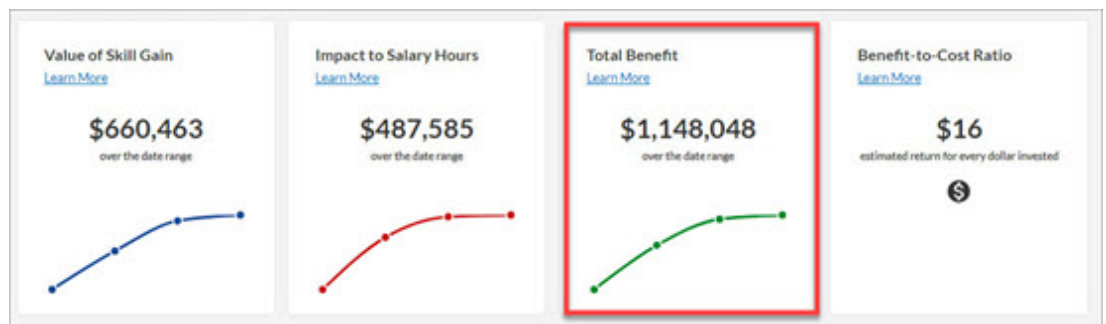 Value of Skill Gain
Learn More
$660,463
over the date range
Impact to Salary Hours
Learn More
$487,585
over the date range
Total Benefit
Learn More
$1,148,048
over the date range
Benefit-to-Cost Ratio
Learn More
$16
estimated return for every dollar invested
$